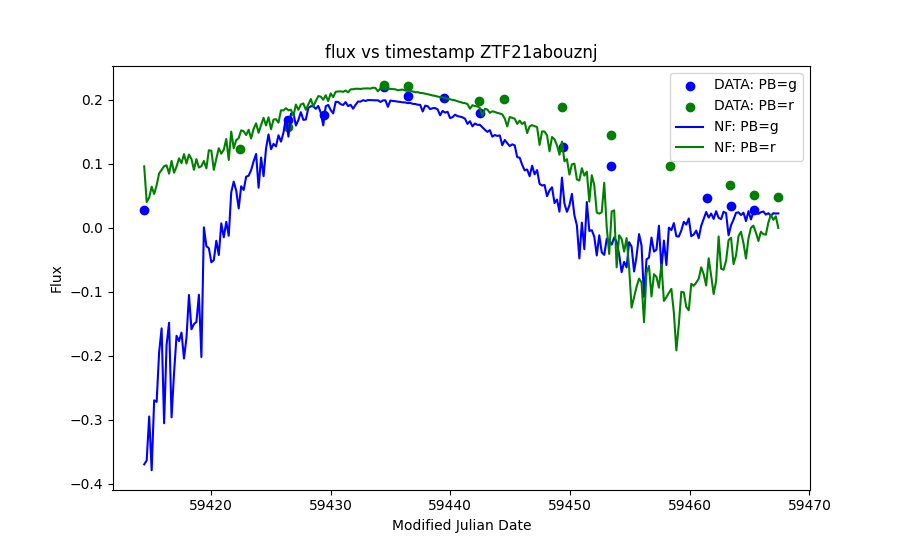 flux vs timestamp ZTF21abouznj
DATA: PB=g
DATA: PB=r
NF: PB=g
NF: PB=r
Flux
0.2
0.1
0.0
−0.1
−0.2
−0.3
−0.4
59420 59430 59440 59450 59460 59470
Modified Julian Date